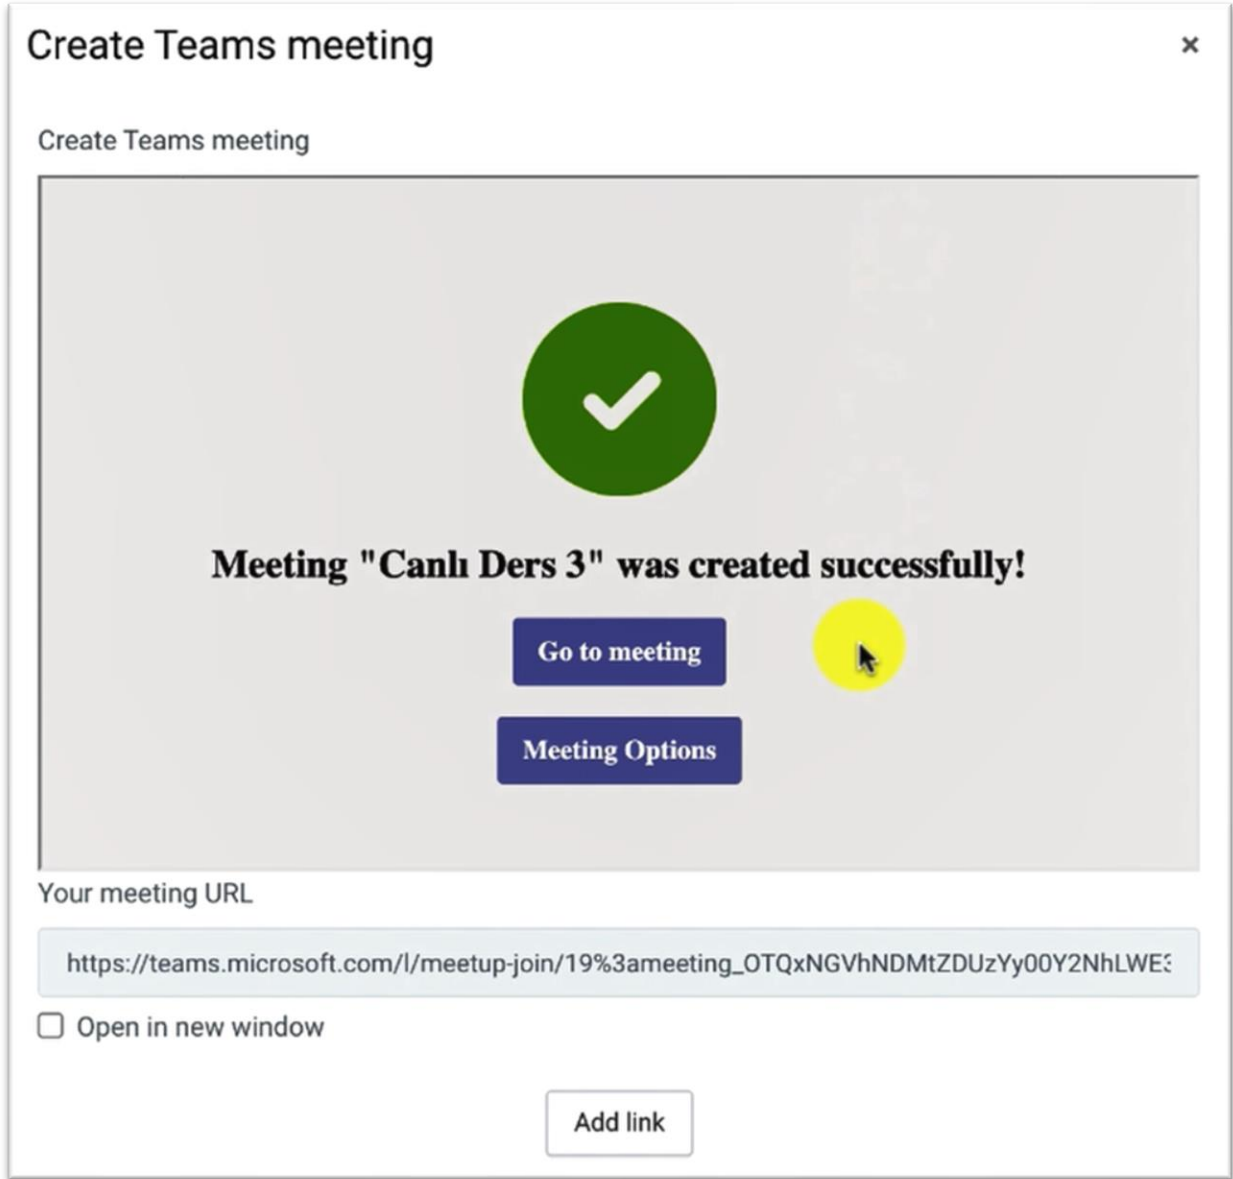 Create Teams meeting
Create Teams meeting
Meeting "Canlı Ders 3" was created successfully!
Go to meeting
Meeting Options
Your meeting URL
https://teams.microsoft.com/l/meetup-join/19%3ameeting_OTQxNGVhNDMtZDUzYy00Y2NhLWE3
Open in new window
Add link